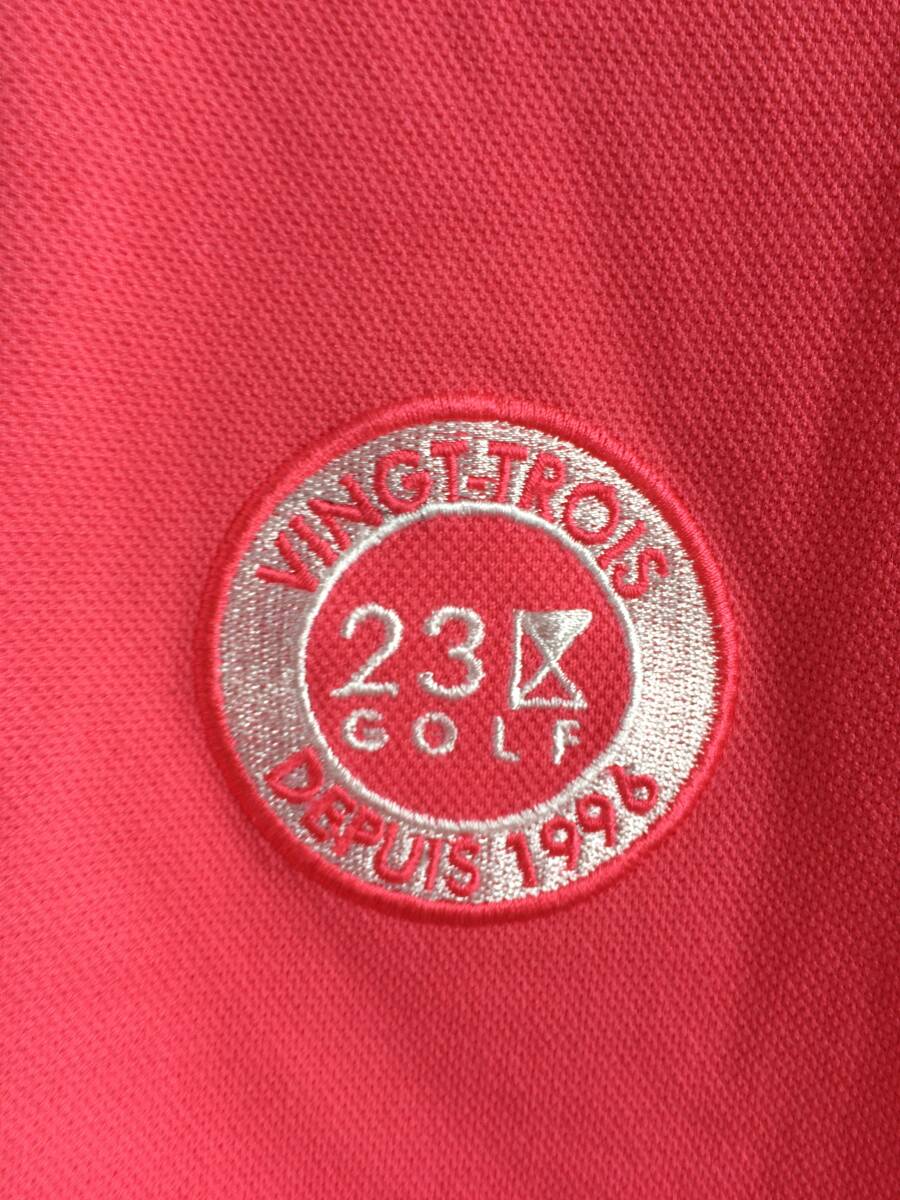 VINGT-TROIS
23
GOLF
DEPUIS 1996